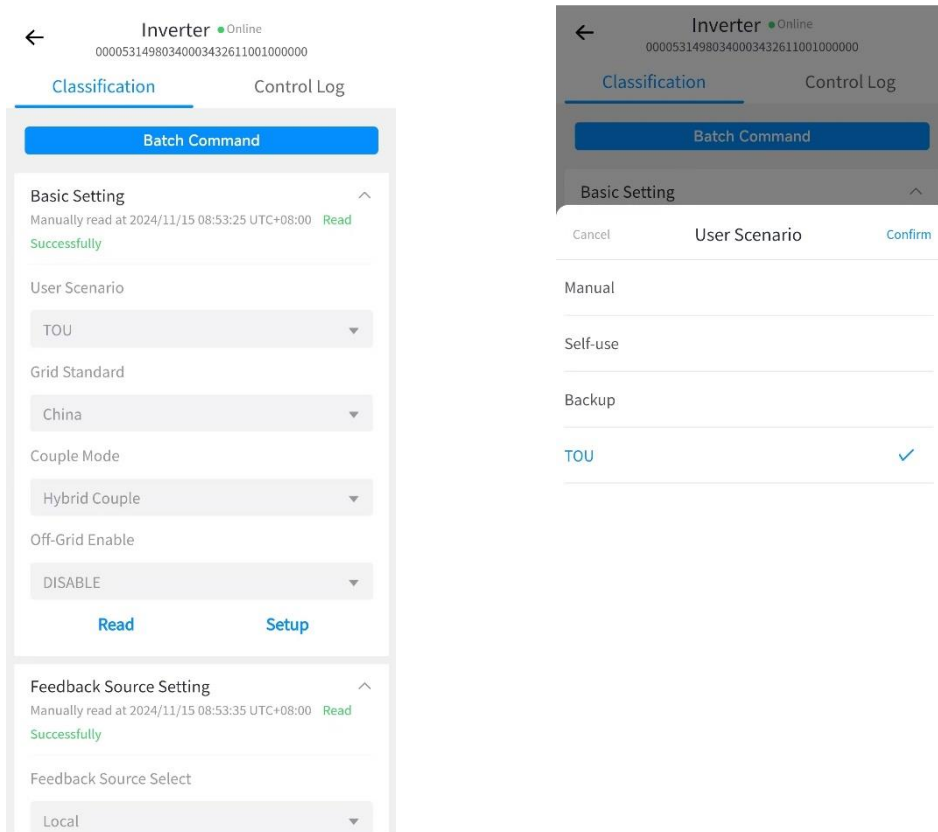 Inverter Online
0000531498034000343261100​1000000
Classification Control Log
Batch Command
Basic Setting
Manually read at 2024/11/15 08:53:25 UTC+08:00 Read
Successfully
User Scenario
TOU
Grid Standard
China
Couple Mode
Hybrid Couple
Off-Grid Enable
DISABLE
Read Setup
Feedback Source Setting
Manually read at 2024/11/15 08:53:35 UTC+08:00 Read
Successfully
Feedback Source Select
Local
Inverter Online
00005314980340003432611001000000
Classification Control Log
Batch Command
Basic Setting
Cancel User Scenario Confirm
Manual
Self-use
Backup
TOU